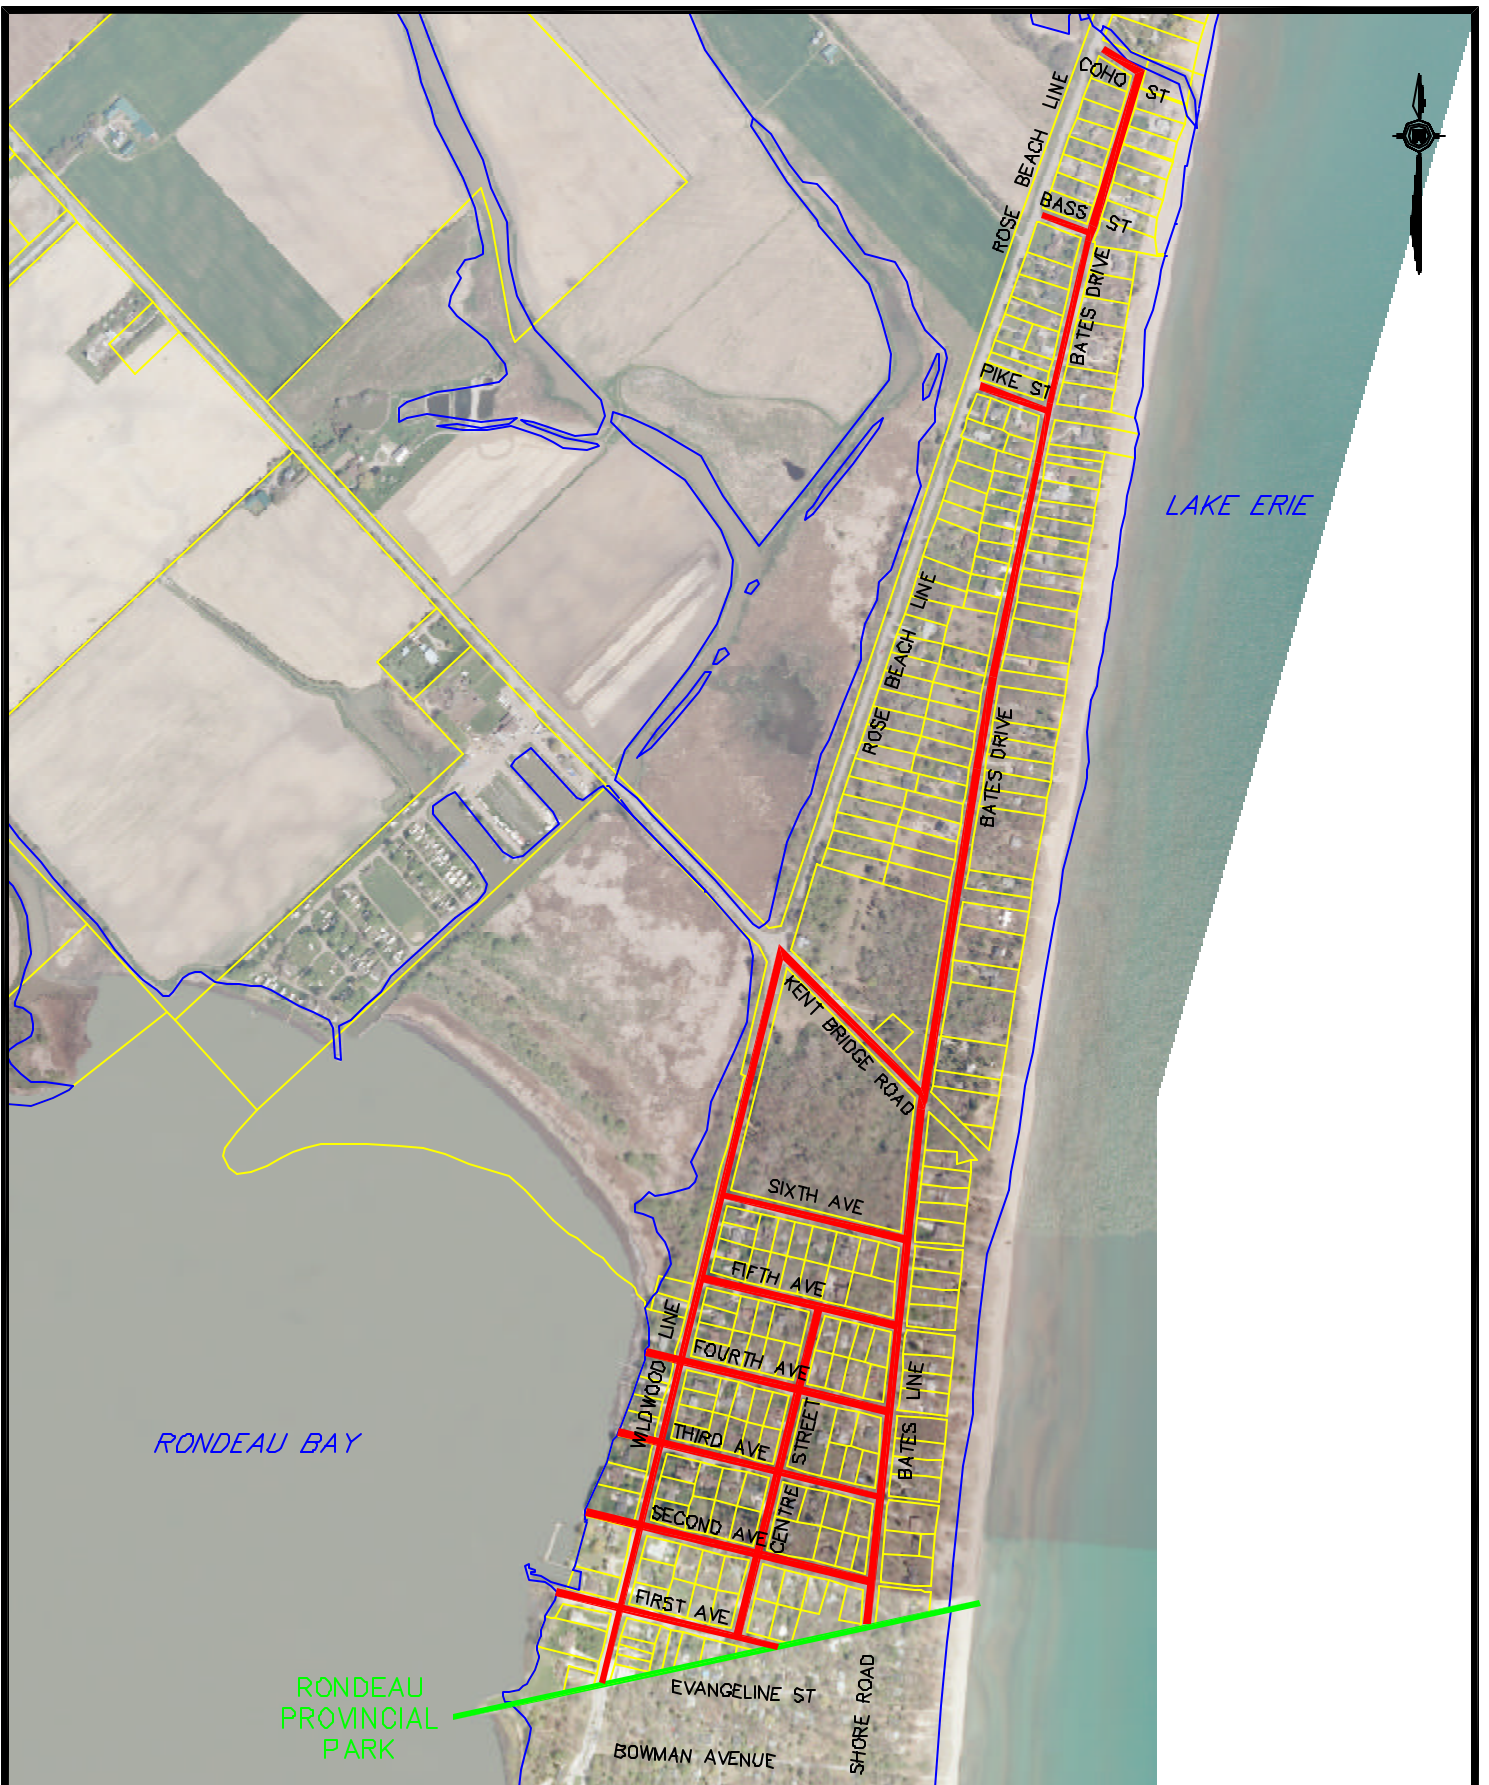 COHO ST
ROSE BEACH LINE
BASS ST
BATES DRIVE
PIKE ST
LAKE ERIE
ROSE BEACH LINE
BATES DRIVE
KENT BRIDGE ROAD
SIXTH AVE
FIFTH AVE
WILDWOOD LINE
FOURTH AVE
BATES LINE
THIRD AVE
CENTRE STREET
RONDEAU BAY
SECOND AVE
FIRST AVE
RONDEAU
PROVINCIAL
PARK
EVANGELINE ST
SHORE ROAD
BOWMAN AVENUE